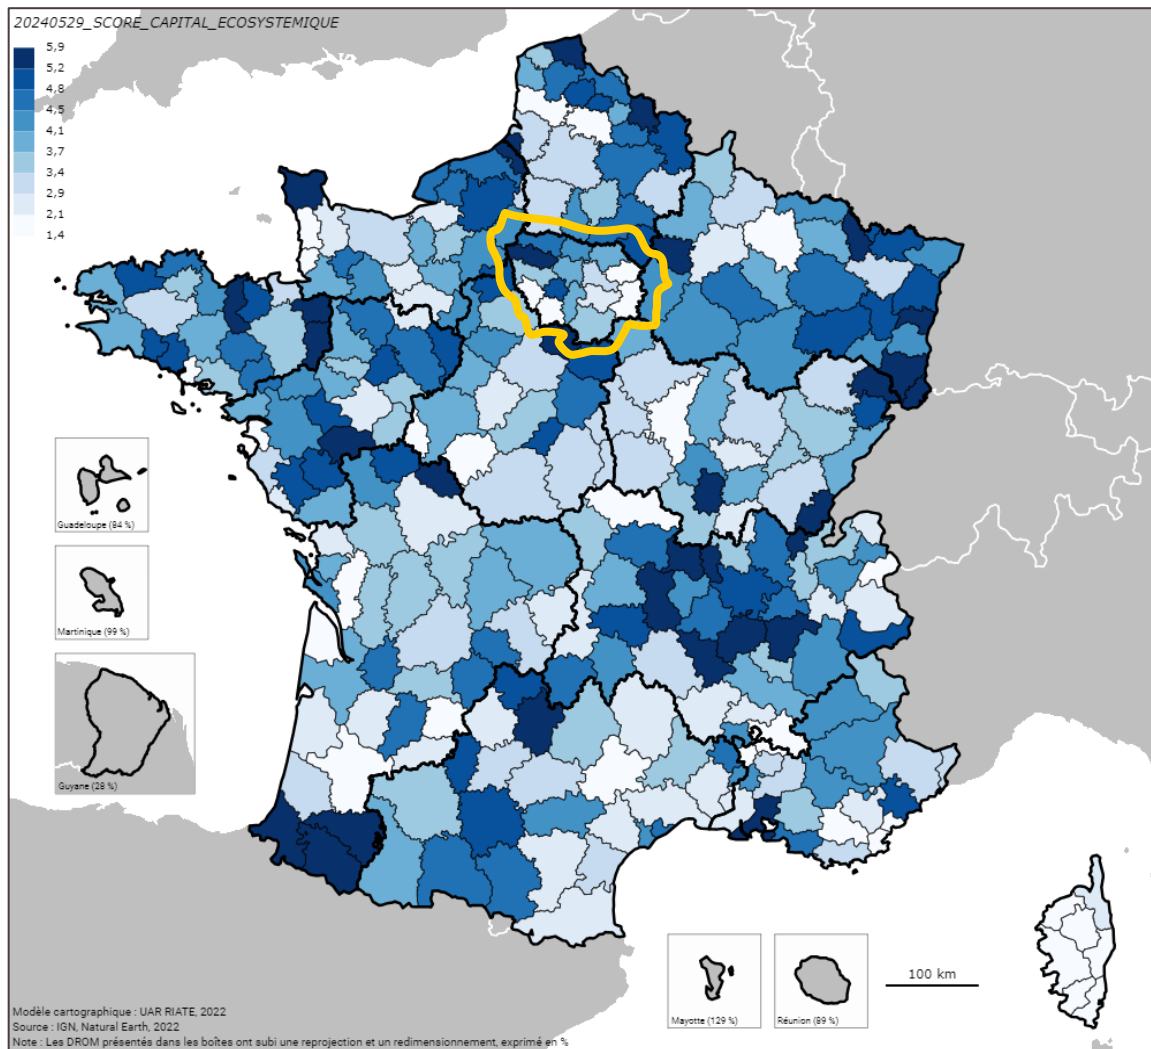 20240529_SCORE_CAPITAL_ECOSYSTEMIQUE
5,9
5,2
4,8
4,5
4,1
3,7
3,4
2,9
2,1
1,4
Guadeloupe (84 %)
Martinique (99 %)
Guyane (28 %)
Mayotte (129 %)
Réunion (89 %)
100 km
Modèle cartographique : UAR RIATE, 2022
Source : IGN, Natural Earth, 2022
Note : Les DROM présentés dans les boîtes ont subi une reprojection et un redimensionnement, exprimé en %